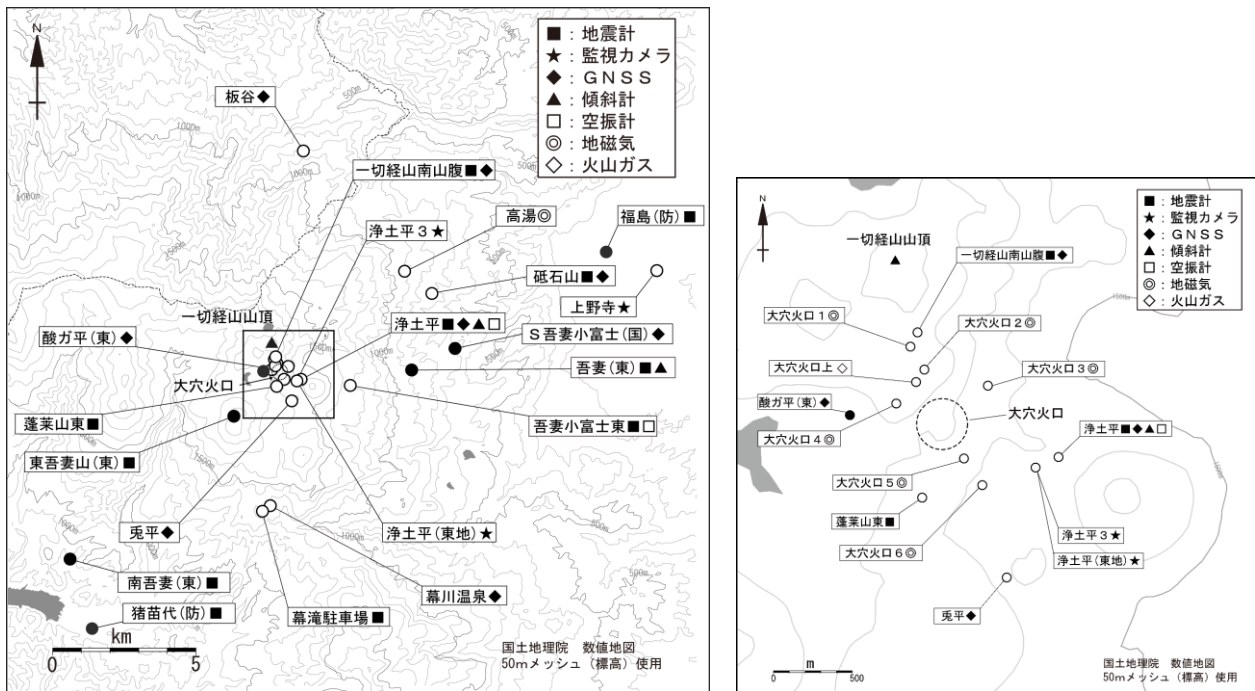 N
■：地震計
★：監視カメラ
◆：ＧＮＳＳ
▲：傾斜計
□：空振計
◎：地磁気
◇：火山ガス
板谷◆
一切経山南山腹■◆
高湯◎
福島(防)■
浄土平３★
砥石山■◆
上野寺★
一切経山山頂
浄土平■◆▲□
Ｓ吾妻小富士(国)◆
酸ガ平(東)◆
吾妻(東)■▲
大穴火口
蓬莱山東■
吾妻小富士東■□
東吾妻山(東)■
兎平◆
浄土平(東地)★
南吾妻(東)■
幕川温泉◆
猪苗代(防)■
幕滝駐車場■
km
0 5
国土地理院　数値地図
50mメッシュ（標高）使用
500m
1000m
1500m
N
■：地震計
★：監視カメラ
◆：ＧＮＳＳ
▲：傾斜計
□：空振計
◎：地磁気
◇：火山ガス
一切経山山頂
一切経山南山腹■◆
大穴火口１◎
大穴火口２◎
大穴火口上◇
大穴火口３◎
酸ガ平(東)◆
大穴火口
大穴火口４◎
浄土平■◆▲□
大穴火口５◎
蓬莱山東■
浄土平３★
大穴火口６◎
浄土平(東地)★
兎平◆
m
0 500
国土地理院　数値地図
50mメッシュ（標高）使用